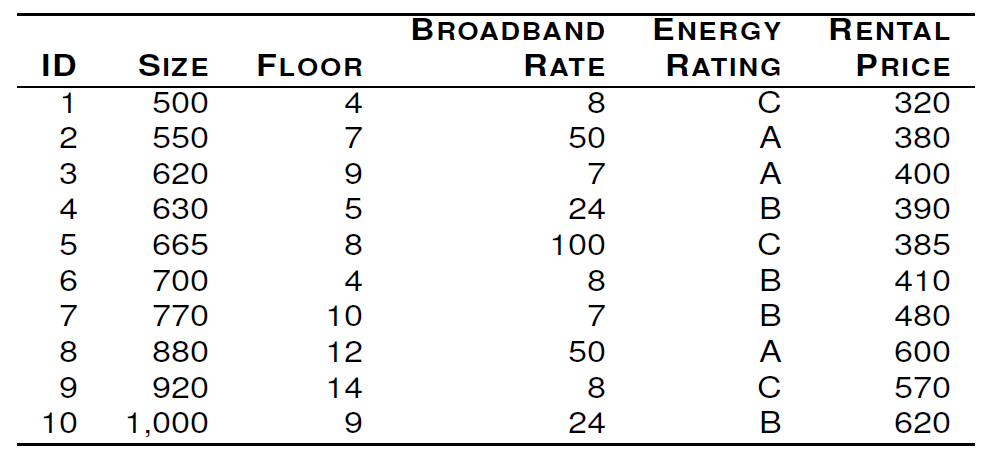 BROADBAND ENERGY RENTAL
ID SIZE FLOOR RATE RATING PRICE
1 500 4 8 C 320
2 550 7 50 A 380
3 620 9 7 A 400
4 630 5 24 B 390
5 665 8 100 C 385
6 700 4 8 B 410
7 770 10 7 B 480
8 880 12 50 A 600
9 920 14 8 C 570
10 1,000 9 24 B 620